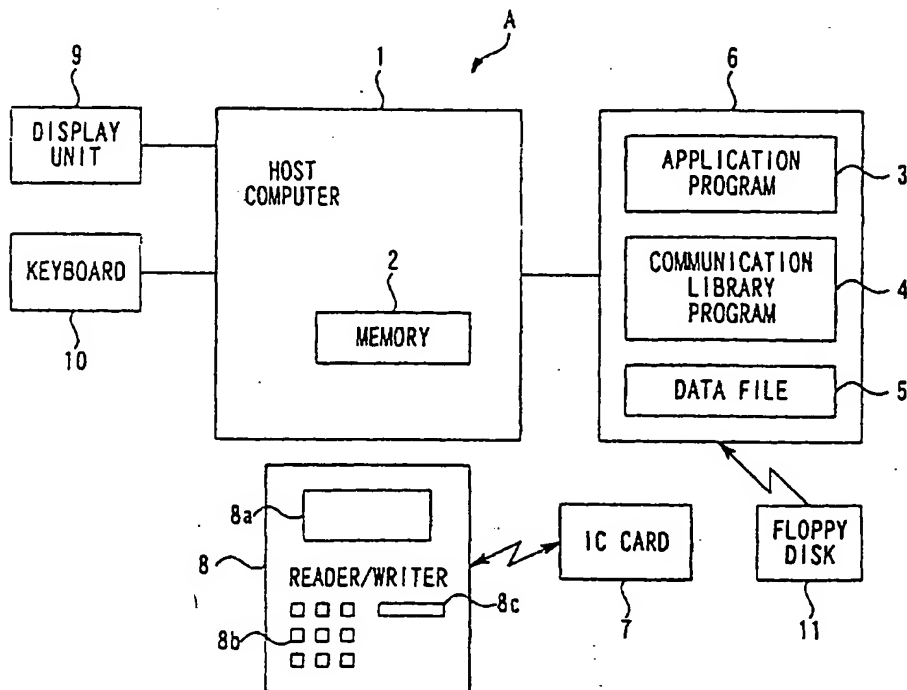 A
9
1
6
DISPLAY
UNIT
HOST
COMPUTER
APPLICATION
PROGRAM
3
KEYBOARD
10
2
MEMORY
COMMUNICATION
LIBRARY
PROGRAM
4
DATA FILE
5
8a
8
READER/WRITER
8c
8b
IC CARD
7
FLOPPY
DISK
11